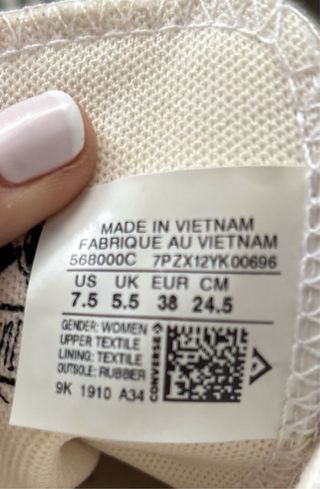 MADE IN VIETNAM
FABRIQUE AU VIETNAM
568000C 7PZX12YK00696
US UK EUR CM
7.5 5.5 38 24.5
GENDER: WOMEN
UPPER TEXTILE
LINING: TEXTILE
OUTSOLE: RUBBER
9K 1910 A34
CONVERSE